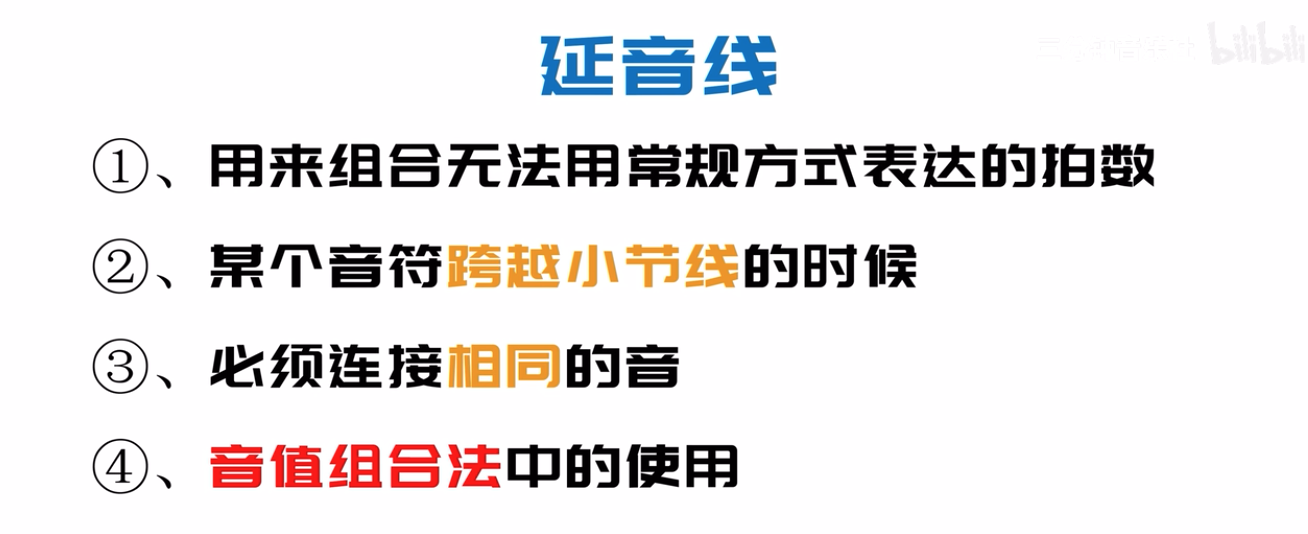 bilibili
延音线
①、用来组合无法用常规方式表达的拍数
②、某个音符跨越小节线的时候
③、必须连接相同的音
④、音值组合法中的使用